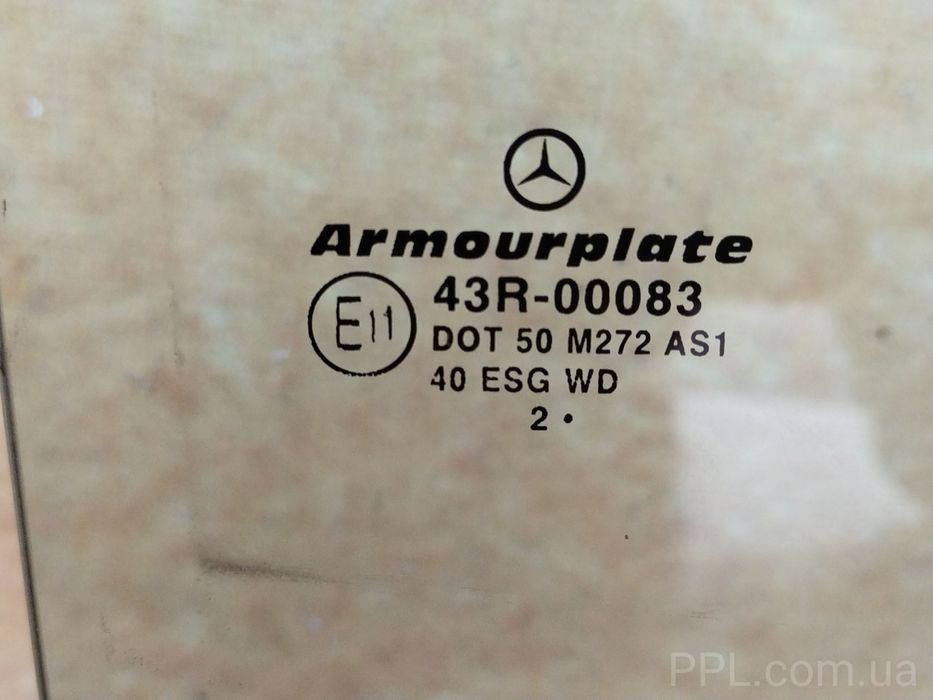 Armourplate
E11 43R-00083
DOT 50 M272 AS1
40 ESG WD
2 •
PPL.com.ua